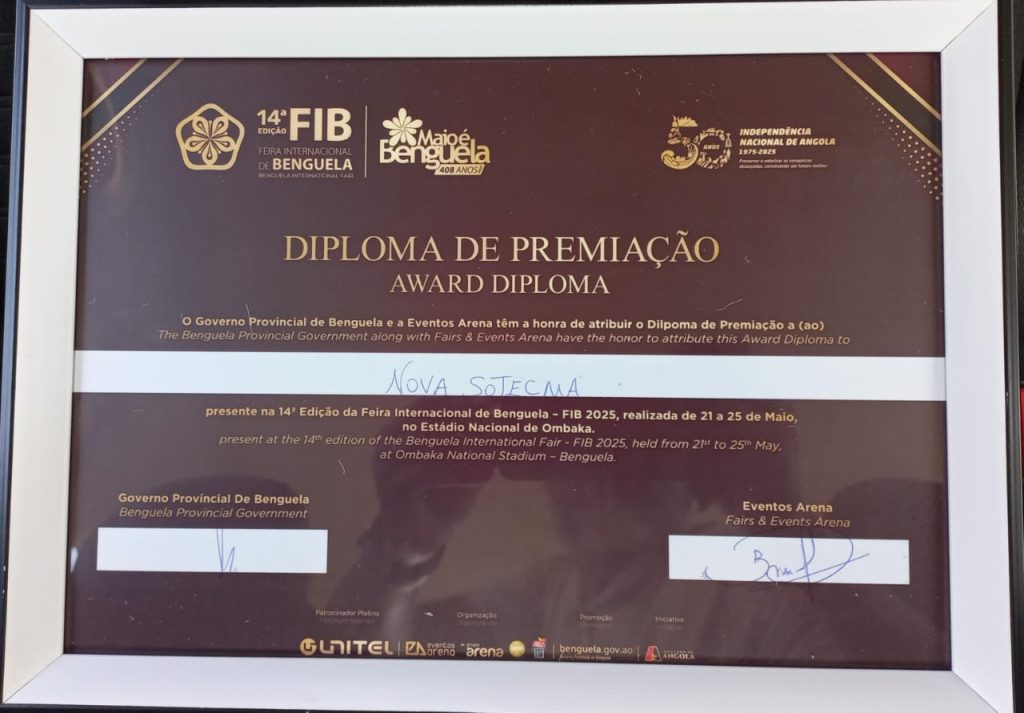 14ª EDIÇÃO FIB
FEIRA INTERNACIONAL
DE BENGUELA
BENGUELA INTERNATIONAL FAIR
Maio é
Benguela
408 ANOS
50 ANOS
INDEPENDÊNCIA
NACIONAL DE ANGOLA
1975-2025
DIPLOMA DE PREMIAÇÃO
AWARD DIPLOMA
O Governo Provincial de Benguela e a Eventos Arena têm a honra de atribuir o Dilpoma de Premiação a (ao)
The Benguela Provincial Government along with Fairs & Events Arena have the honor to attribute this Award Diploma to
NOVA SOTECMA
presente na 14ª Edição da Feira Internacional de Benguela – FIB 2025, realizada de 21 a 25 de Maio,
no Estádio Nacional de Ombaka.
present at the 14th edition of the Benguela International Fair - FIB 2025, held from 21st to 25th May,
at Ombaka National Stadium – Benguela.
Governo Províncial De Benguela
Benguela Provincial Government
Eventos Arena
Fairs & Events Arena
Patrocinador Platina
Organização
Promoção
Iniciativa
UNITEL
eventos arena
arena
benguela.gov.ao
ANGOLA